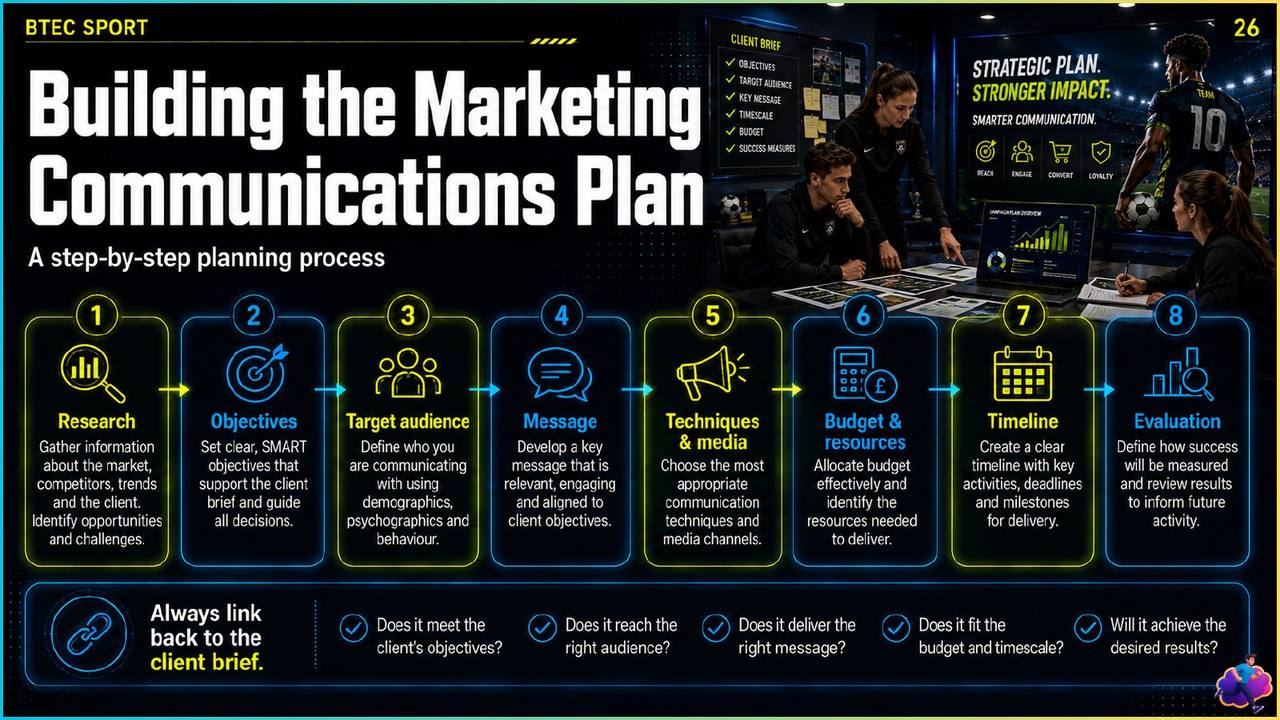 BTEC SPORT
26
Building the Marketing
Communications Plan
A step-by-step planning process
CLIENT BRIEF
OBJECTIVES
TARGET AUDIENCE
KEY MESSAGE
TIMESCALE
BUDGET
SUCCESS MEASURES
STRATEGIC PLAN.
STRONGER IMPACT.
SMARTER COMMUNICATION.
REACH
ENGAGE
CONVERT
LOYALTY
TEAM
10
CAMPAIGN PLAN OVERVIEW
1
Research
Gather information
about the market,
competitors, trends
and the client.
Identify opportunities
and challenges.
2
Objectives
Set clear, SMART
objectives that
support the client
brief and guide
all decisions.
3
Target audience
Define who you
are communicating
with using
demographics,
psychographics and
behaviour.
4
Message
Develop a key
message that is
relevant, engaging
and aligned to
client objectives.
5
Techniques
& media
Choose the most
appropriate
communication
techniques and
media channels.
6
£
Budget &
resources
Allocate budget
effectively and
identify the
resources needed
to deliver.
7
Timeline
Create a clear
timeline with key
activities, deadlines
and milestones
for delivery.
8
Evaluation
Define how success
will be measured
and review results
to inform future
activity.
Always link
back to the
client brief.
Does it meet the
client's objectives?
Does it reach the
right audience?
Does it deliver the
right message?
Does it fit the
budget and timescale?
Will it achieve the
desired results?